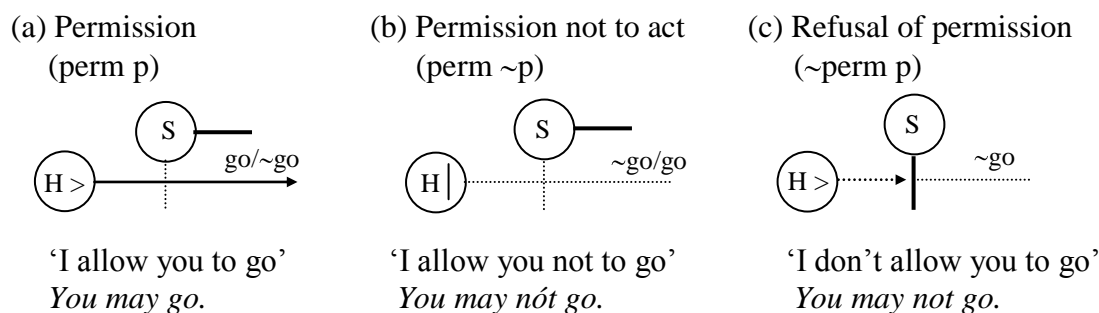 (a) Permission
(perm p)
S
go/~go
H >
‘I allow you to go’
You may go.
(b) Permission not to act
(perm ~p)
S
~go/go
H |
‘I allow you not to go’
You may nót go.
(c) Refusal of permission
(~perm p)
S
~go
H >
‘I don’t allow you to go’
You may not go.